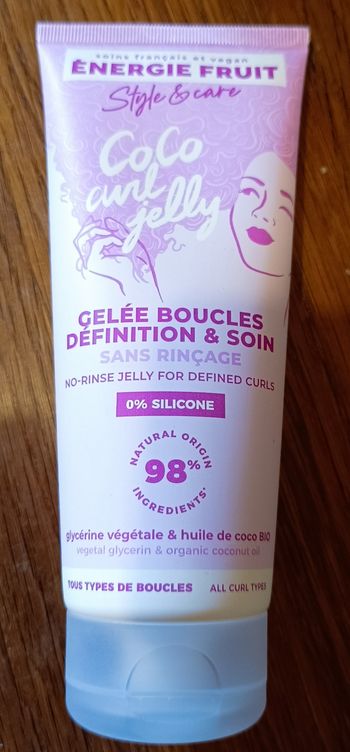 soins français et vegan
ÉNERGIE FRUIT
Style & care
CoCo
curl
jelly
GELÉE BOUCLES
DÉFINITION & SOIN
SANS RINÇAGE
NO-RINSE JELLY FOR DEFINED CURLS
0% SILICONE
NATURAL ORIGIN
98%
INGREDIENTS*
glycérine végétale & huile de coco BIO
vegetal glycerin & organic coconut oil
TOUS TYPES DE BOUCLES ALL CURL TYPES